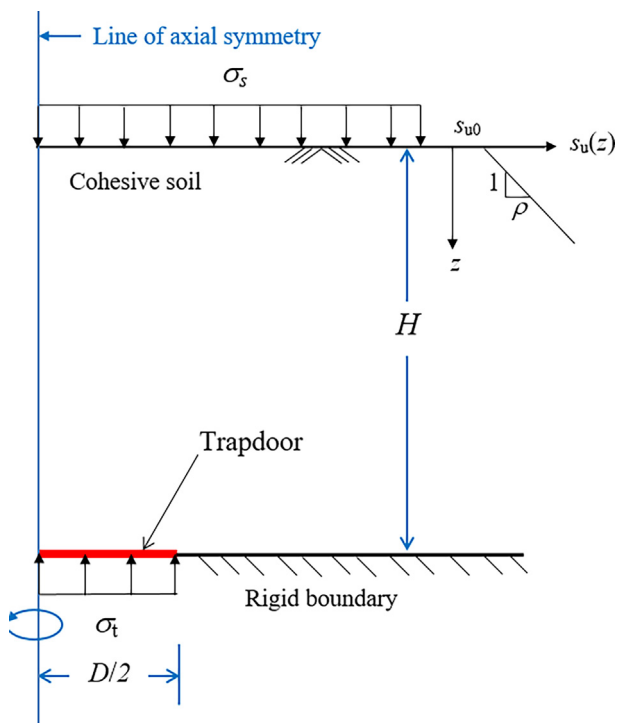 Line of axial symmetry
σs
su0
su(z)
Cohesive soil
1
ρ
z
H
Trapdoor
Rigid boundary
σt
D/2